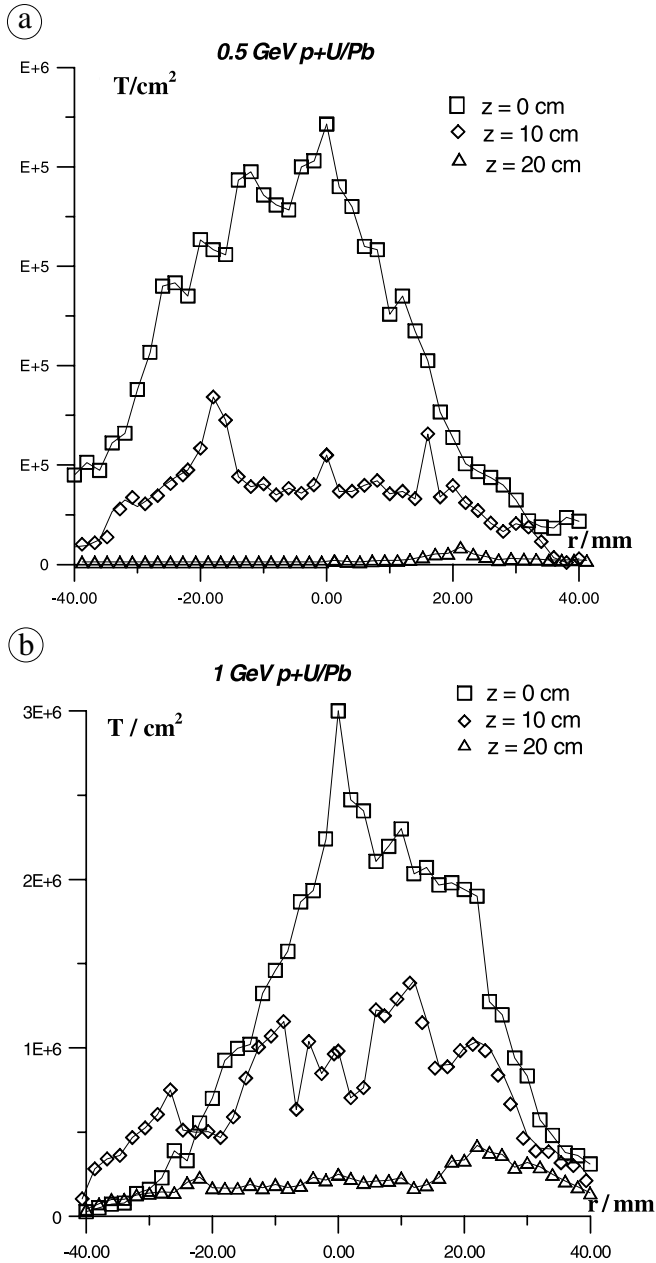 a
0.5 GeV p+U/Pb
E+6
T/cm²
z = 0 cm
z = 10 cm
z = 20 cm
E+5
E+5
E+5
E+5
0
r/mm
-40.00 -20.00 0.00 20.00 40.00
b
1 GeV p+U/Pb
3E+6
T / cm²
z = 0 cm
z = 10 cm
z = 20 cm
2E+6
1E+6
0
r / mm
-40.00 -20.00 0.00 20.00 40.00